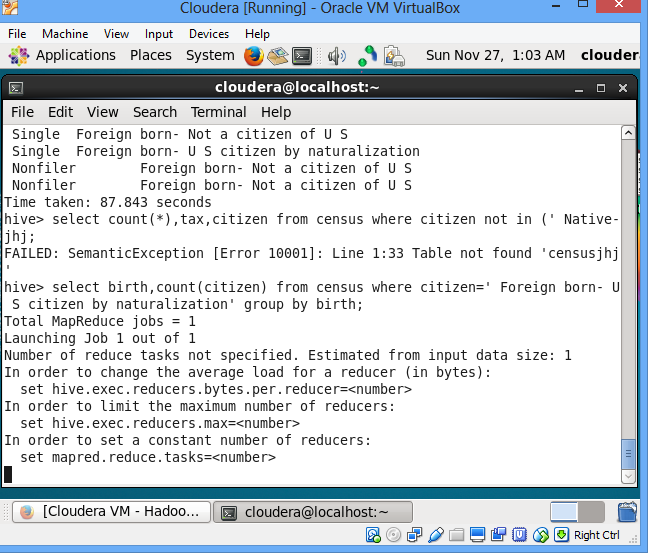 Cloudera [Running] - Oracle VM VirtualBox
File Machine View Input Devices Help
Applications Places System Sun Nov 27, 1:03 AM clouder
cloudera@localhost:~
File Edit View Search Terminal Help
Single Foreign born- Not a citizen of U S
Single Foreign born- U S citizen by naturalization
Nonfiler Foreign born- Not a citizen of U S
Nonfiler Foreign born- Not a citizen of U S
Time taken: 87.843 seconds
hive> select count(*),tax,citizen from census where citizen not in (' Native-
jhj;
FAILED: SemanticException [Error 10001]: Line 1:33 Table not found 'censusjhj
'
hive> select birth,count(citizen) from census where citizen=' Foreign born- U
S citizen by naturalization' group by birth;
Total MapReduce jobs = 1
Launching Job 1 out of 1
Number of reduce tasks not specified. Estimated from input data size: 1
In order to change the average load for a reducer (in bytes):
set hive.exec.reducers.bytes.per.reducer=<number>
In order to limit the maximum number of reducers:
set hive.exec.reducers.max=<number>
In order to set a constant number of reducers:
set mapred.reduce.tasks=<number>
[Cloudera VM - Hadoo... cloudera@localhost:~
Right Ctrl